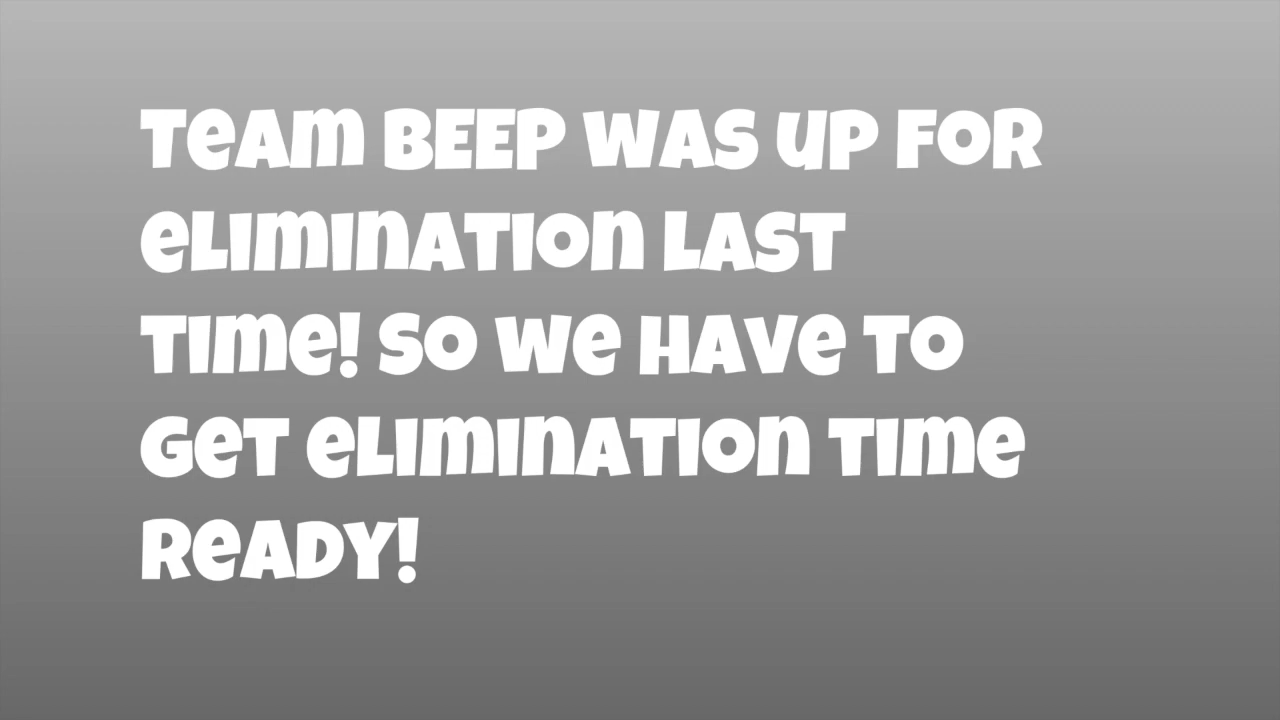 TeAm BEEP WAS uP FOR
eLIMINATION LAST
TIME! SO We HAVe TO
GeT eLIMINATION TIMe
ReADY!